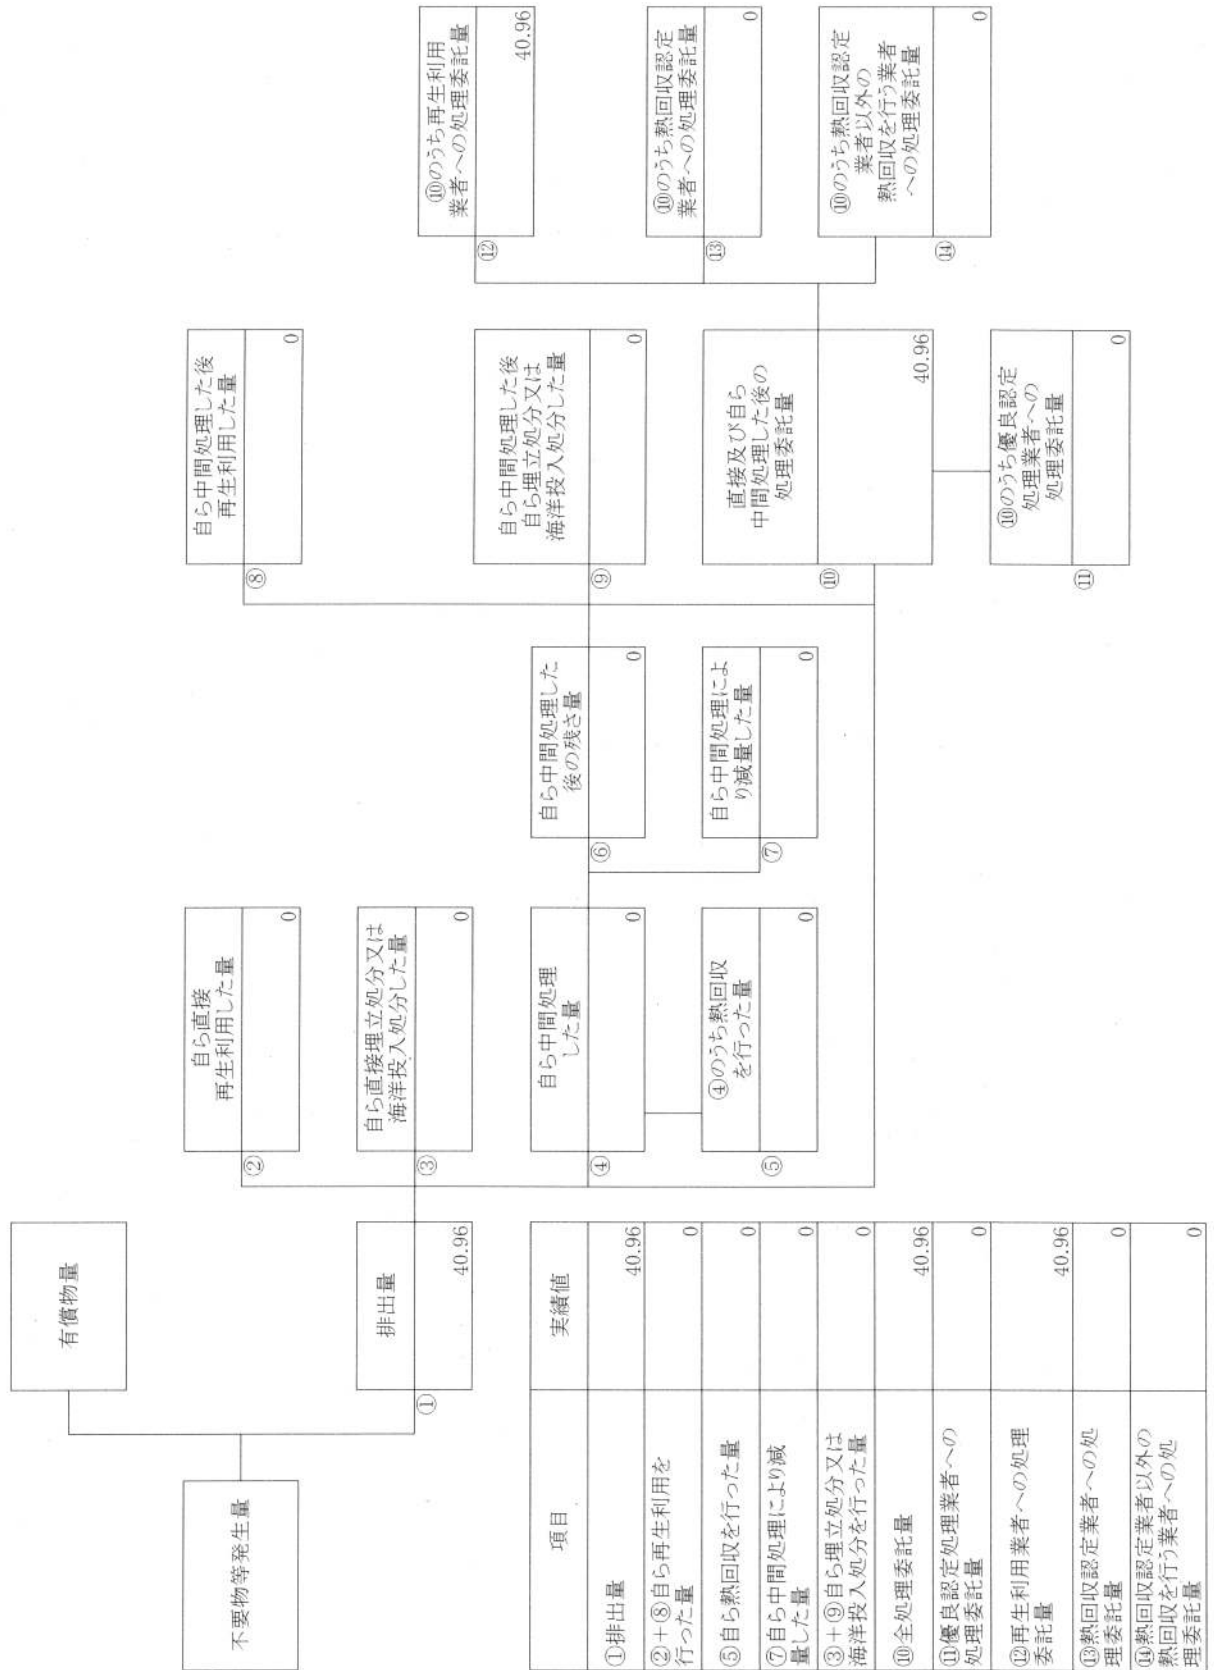 不要物等発生量
有償物量
排出量
①
40.96
自ら直接
再生利用した量
②
0
自ら直接埋立処分又は
海洋投入処分した量
③
0
自ら中間処理
した量
④
0
④のうち熱回収
を行った量
⑤
0
自ら中間処理した
後の残さ量
⑥
0
自ら中間処理によ
り減量した量
⑦
0
自ら中間処理した後
再生利用した量
⑧
0
自ら中間処理した後
自ら埋立処分又は
海洋投入処分した量
⑨
0
直接及び自ら
中間処理した後の
処理委託量
⑩
40.96
⑩のうち優良認定
処理業者への
処理委託量
⑪
0
⑩のうち再生利用
業者への処理委託量
⑫
40.96
⑩のうち熱回収認定
業者への処理委託量
⑬
0
⑩のうち熱回収認定
業者以外の
熱回収を行う業者
への処理委託量
⑭
0
項目 実績値
①排出量 40.96
②+⑧自ら再生利用を
行った量 0
⑤自ら熱回収を行った量 0
⑦自ら中間処理により減
量した量 0
③+⑨自ら埋立処分又は
海洋投入処分を行った量 0
⑩全処理委託量 40.96
⑪優良認定処理業者への
処理委託量 0
⑫再生利用業者への処理
委託量 40.96
⑬熱回収認定業者への処
理委託量 0
⑭熱回収認定業者以外の
熱回収を行う業者への処
理委託量 0